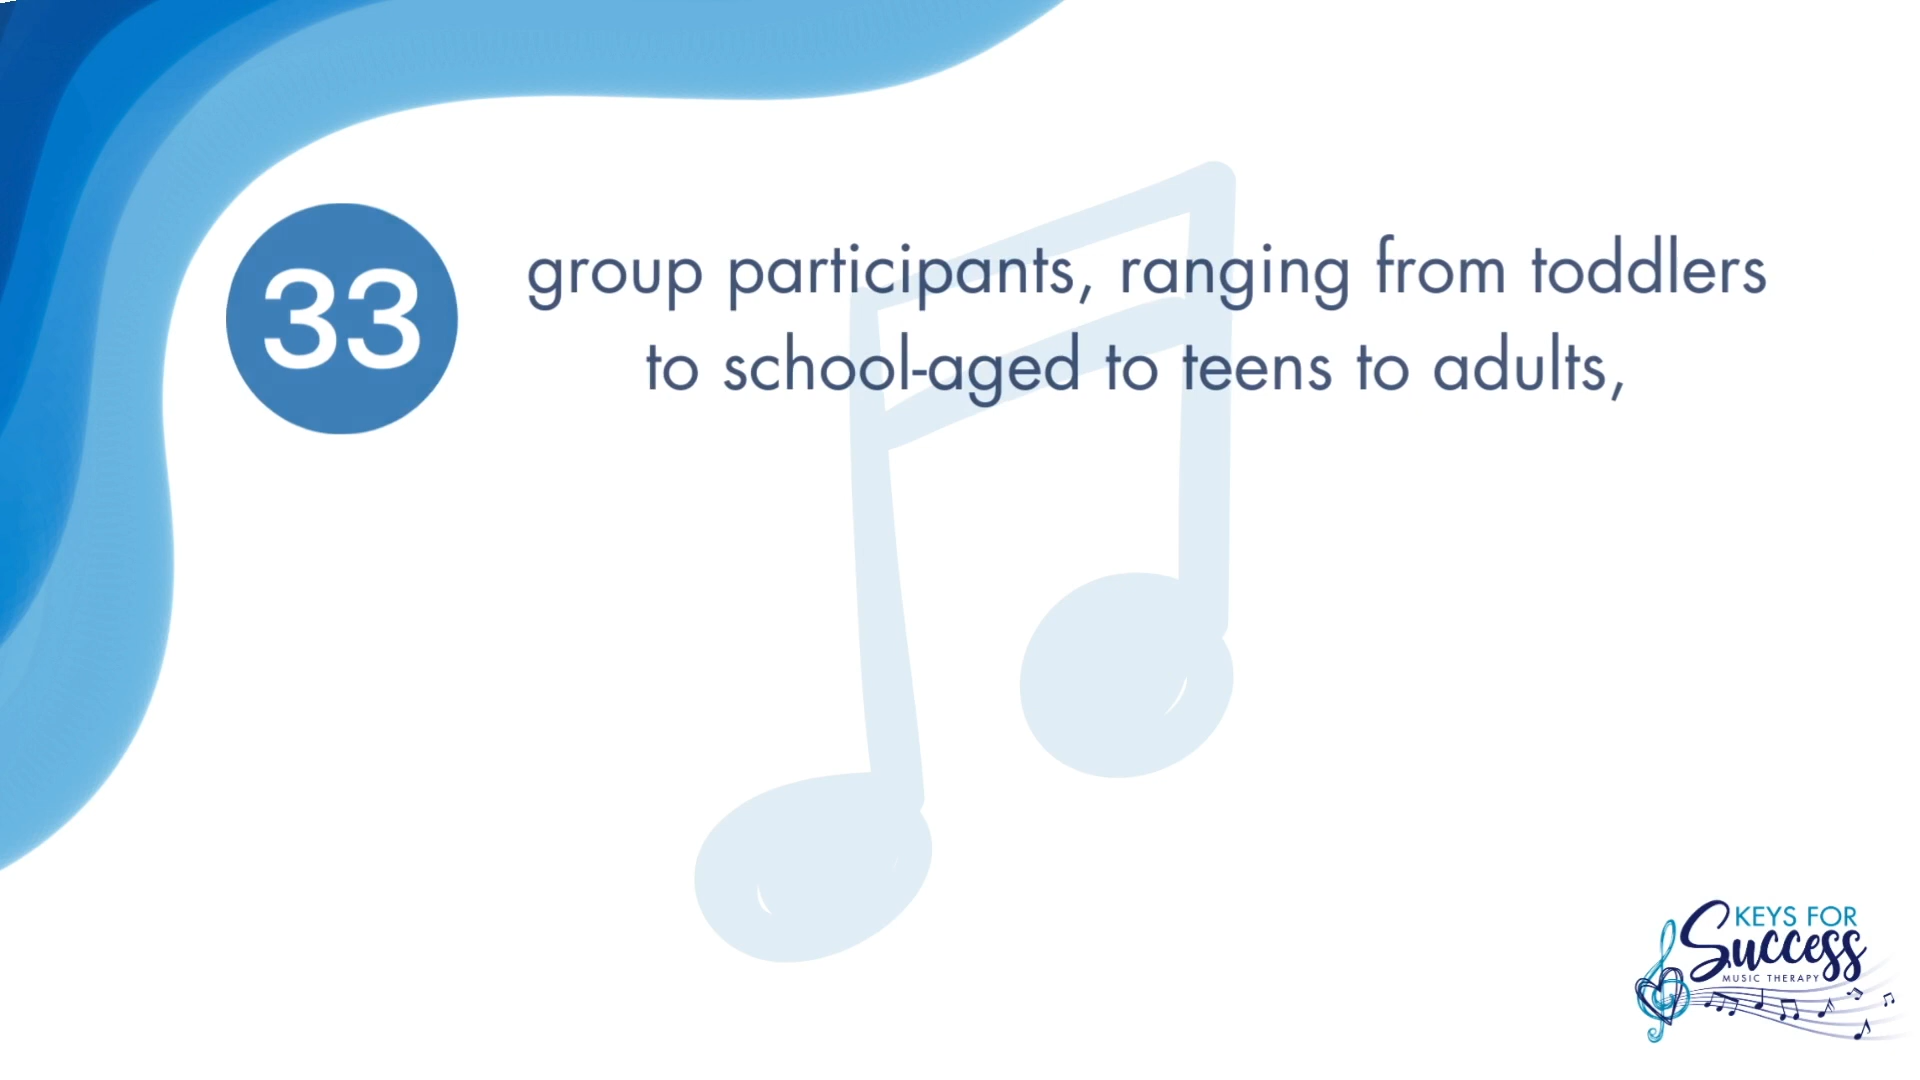 33
group participants, ranging from toddlers
to school-aged to teens to adults,
KEYS FOR
Success
MUSIC THERAPY